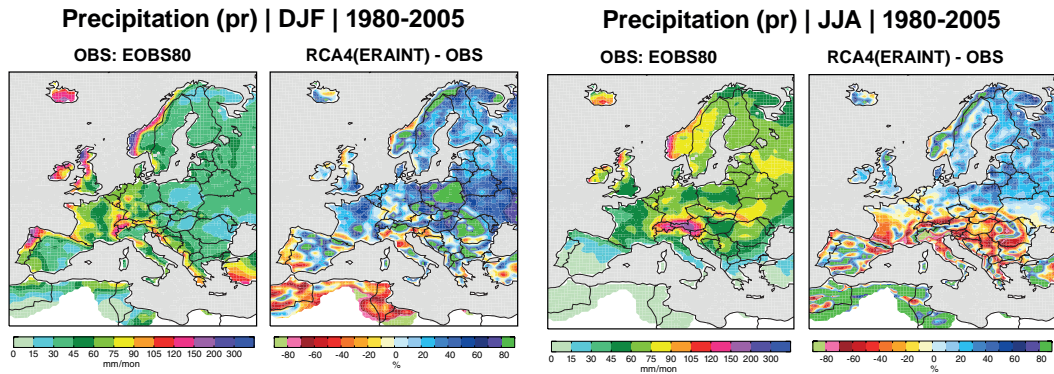 Precipitation (pr) | DJF | 1980-2005
OBS: EOBS80
RCA4(ERAINT) - OBS
0 15 30 45 60 75 90 105 120 150 200 300
mm/mon
-80 -60 -40 -20 0 20 40 60 80
%
Precipitation (pr) | JJA | 1980-2005
OBS: EOBS80
RCA4(ERAINT) - OBS
0 15 30 45 60 75 90 105 120 150 200 300
mm/mon
-80 -60 -40 -20 0 20 40 60 80
%